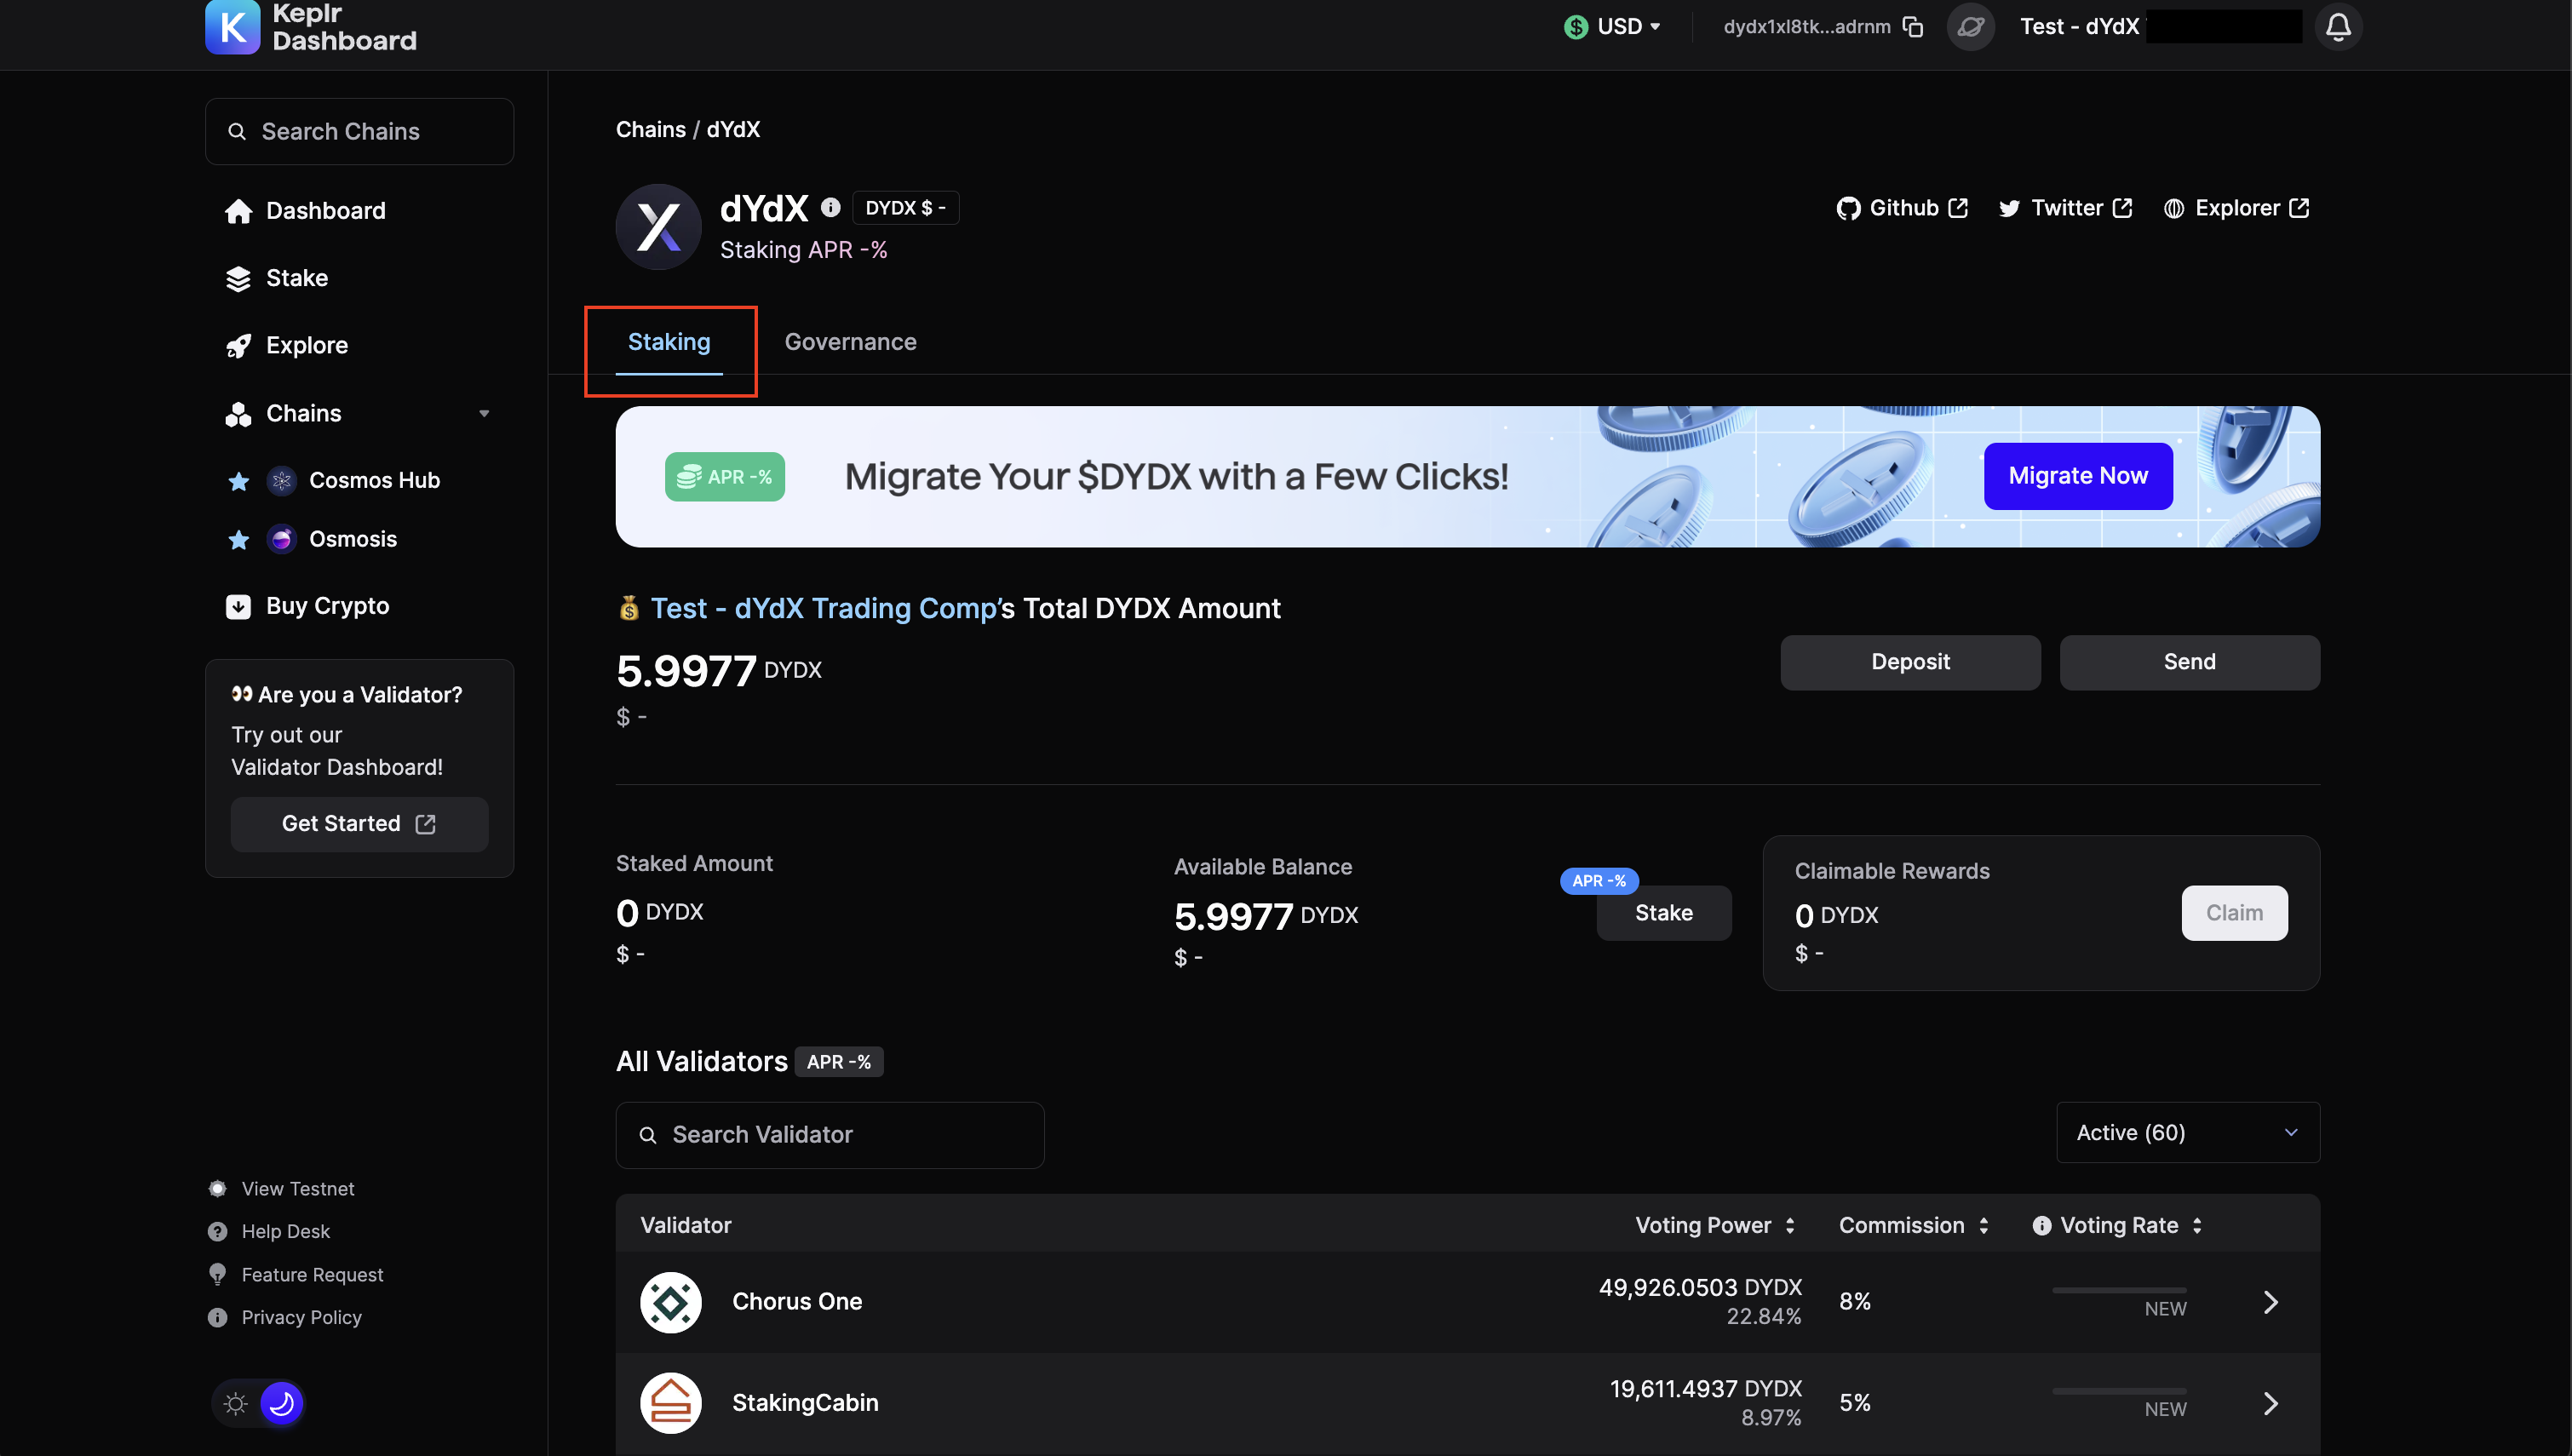 Keplr
Dashboard
USD
dydx1xl8tk...adrnm
Test - dYdX
Search Chains
Dashboard
Stake
Explore
Chains
Cosmos Hub
Osmosis
Buy Crypto
Are you a Validator?
Try out our
Validator Dashboard!
Get Started
View Testnet
Help Desk
Feature Request
Privacy Policy
Chains / dYdX
dYdX DYDX $ -
Staking APR -%
Github Twitter Explorer
Staking Governance
APR -% Migrate Your $DYDX with a Few Clicks! Migrate Now
Test - dYdX Trading Comp's Total DYDX Amount
5.9977 DYDX
$ -
Deposit Send
Staked Amount
0 DYDX
$ -
Available Balance
5.9977 DYDX
$ -
APR -%
Stake
Claimable Rewards
0 DYDX
$ -
Claim
All Validators APR -%
Search Validator
Active (60)
Validator Voting Power Commission Voting Rate
Chorus One 49,926.0503 DYDX 8%
22.84% NEW
StakingCabin 19,611.4937 DYDX 5%
8.97% NEW